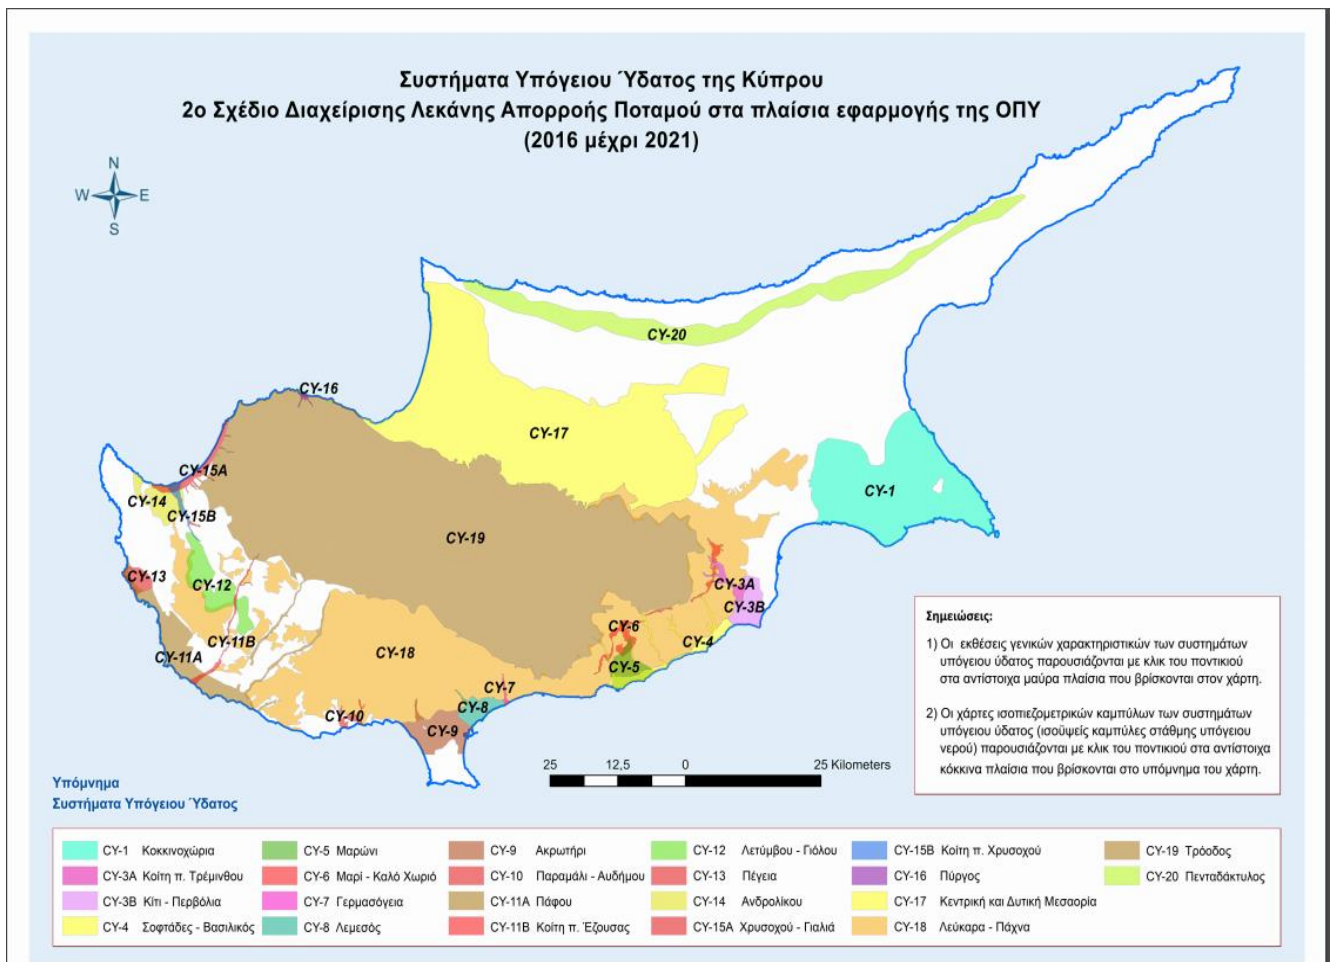 Συστήματα Υπόγειου Ύδατος της Κύπρου
2ο Σχέδιο Διαχείρισης Λεκάνης Απορροής Ποταμού στα πλαίσια εφαρμογής της ΟΠΥ
(2016 μέχρι 2021)
N
W E
S
CY-20
CY-16
CY-17
CY-15A
CY-1
CY-14
CY-15B
CY-19
CY-13
CY-12
CY-3A
CY-3B
CY-6
CY-11B
CY-4
CY-11A
CY-18
CY-5
CY-7
CY-8
CY-10
CY-9
Σημειώσεις:
1) Οι εκθέσεις γενικών χαρακτηριστικών των συστημάτων
υπόγειου ύδατος παρουσιάζονται με κλικ του ποντικιού
στα αντίστοιχα μαύρα πλαίσια που βρίσκονται στον χάρτη.
2) Οι χάρτες ισοπιεζομετρικών καμπύλων των συστημάτων
υπόγειου ύδατος (ισοϋψείς καμπύλες στάθμης υπόγειου
νερού) παρουσιάζονται με κλικ του ποντικιού στα αντίστοιχα
κόκκινα πλαίσια που βρίσκονται στο υπόμνημα του χάρτη.
25 12,5 0 25 Kilometers
Υπόμνημα
Συστήματα Υπόγειου Ύδατος
CY-1 Κοκκινοχώρια
CY-3A Κοίτη π. Τρέμινθου
CY-3B Κίτι - Περβόλια
CY-4 Σοφτάδες - Βασιλικός
CY-5 Μαρώνι
CY-6 Μαρί - Καλό Χωριό
CY-7 Γερμασόγεια
CY-8 Λεμεσός
CY-9 Ακρωτήρι
CY-10 Παραμάλι - Αυδήμου
CY-11A Πάφου
CY-11B Κοίτη π. Έζουσας
CY-12 Λετύμβου - Γιόλου
CY-13 Πέγεια
CY-14 Ανδρολίκου
CY-15A Χρυσοχού - Γιαλιά
CY-15B Κοίτη π. Χρυσοχού
CY-16 Πύργος
CY-17 Κεντρική και Δυτική Μεσαορία
CY-18 Λεύκαρα - Πάχνα
CY-19 Τρόοδος
CY-20 Πενταδάκτυλος